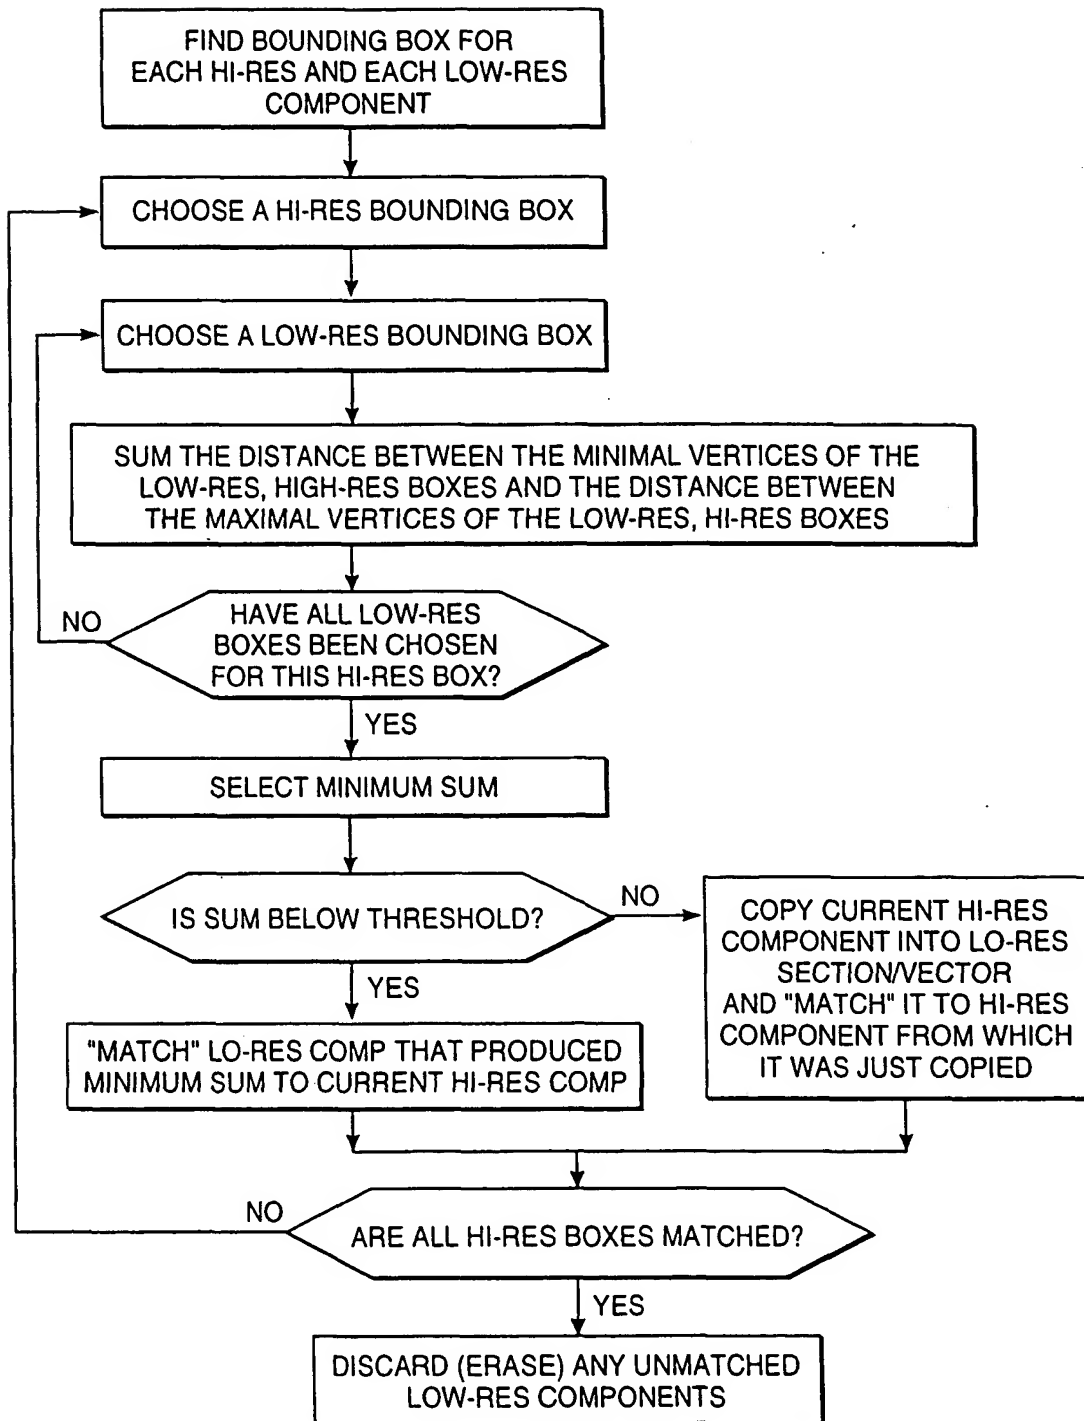 FIND BOUNDING BOX FOR
EACH HI-RES AND EACH LOW-RES
COMPONENT
CHOOSE A HI-RES BOUNDING BOX
CHOOSE A LOW-RES BOUNDING BOX
SUM THE DISTANCE BETWEEN THE MINIMAL VERTICES OF THE
LOW-RES, HIGH-RES BOXES AND THE DISTANCE BETWEEN
THE MAXIMAL VERTICES OF THE LOW-RES, HI-RES BOXES
NO
HAVE ALL LOW-RES
BOXES BEEN CHOSEN
FOR THIS HI-RES BOX?
YES
SELECT MINIMUM SUM
IS SUM BELOW THRESHOLD?
NO
COPY CURRENT HI-RES
COMPONENT INTO LO-RES
SECTION/VECTOR
AND "MATCH" IT TO HI-RES
COMPONENT FROM WHICH
IT WAS JUST COPIED
YES
"MATCH" LO-RES COMP THAT PRODUCED
MINIMUM SUM TO CURRENT HI-RES COMP
NO
ARE ALL HI-RES BOXES MATCHED?
YES
DISCARD (ERASE) ANY UNMATCHED
LOW-RES COMPONENTS